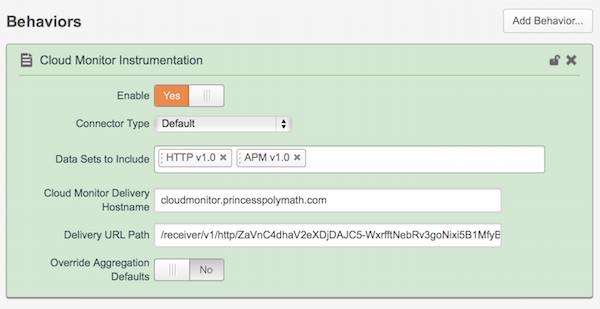 Behaviors
Add Behavior...
Cloud Monitor Instrumentation
Enable Yes
Connector Type Default
Data Sets to Include HTTP v1.0 APM v1.0
Cloud Monitor Delivery
Hostname
cloudmonitor.princesspolymath.com
Delivery URL Path /receiver/v1/http/ZaVnC4dhaV2eXDjDAJC5-WxrfftNebRv3goNixi5B1MfyB
Override Aggregation
Defaults
No